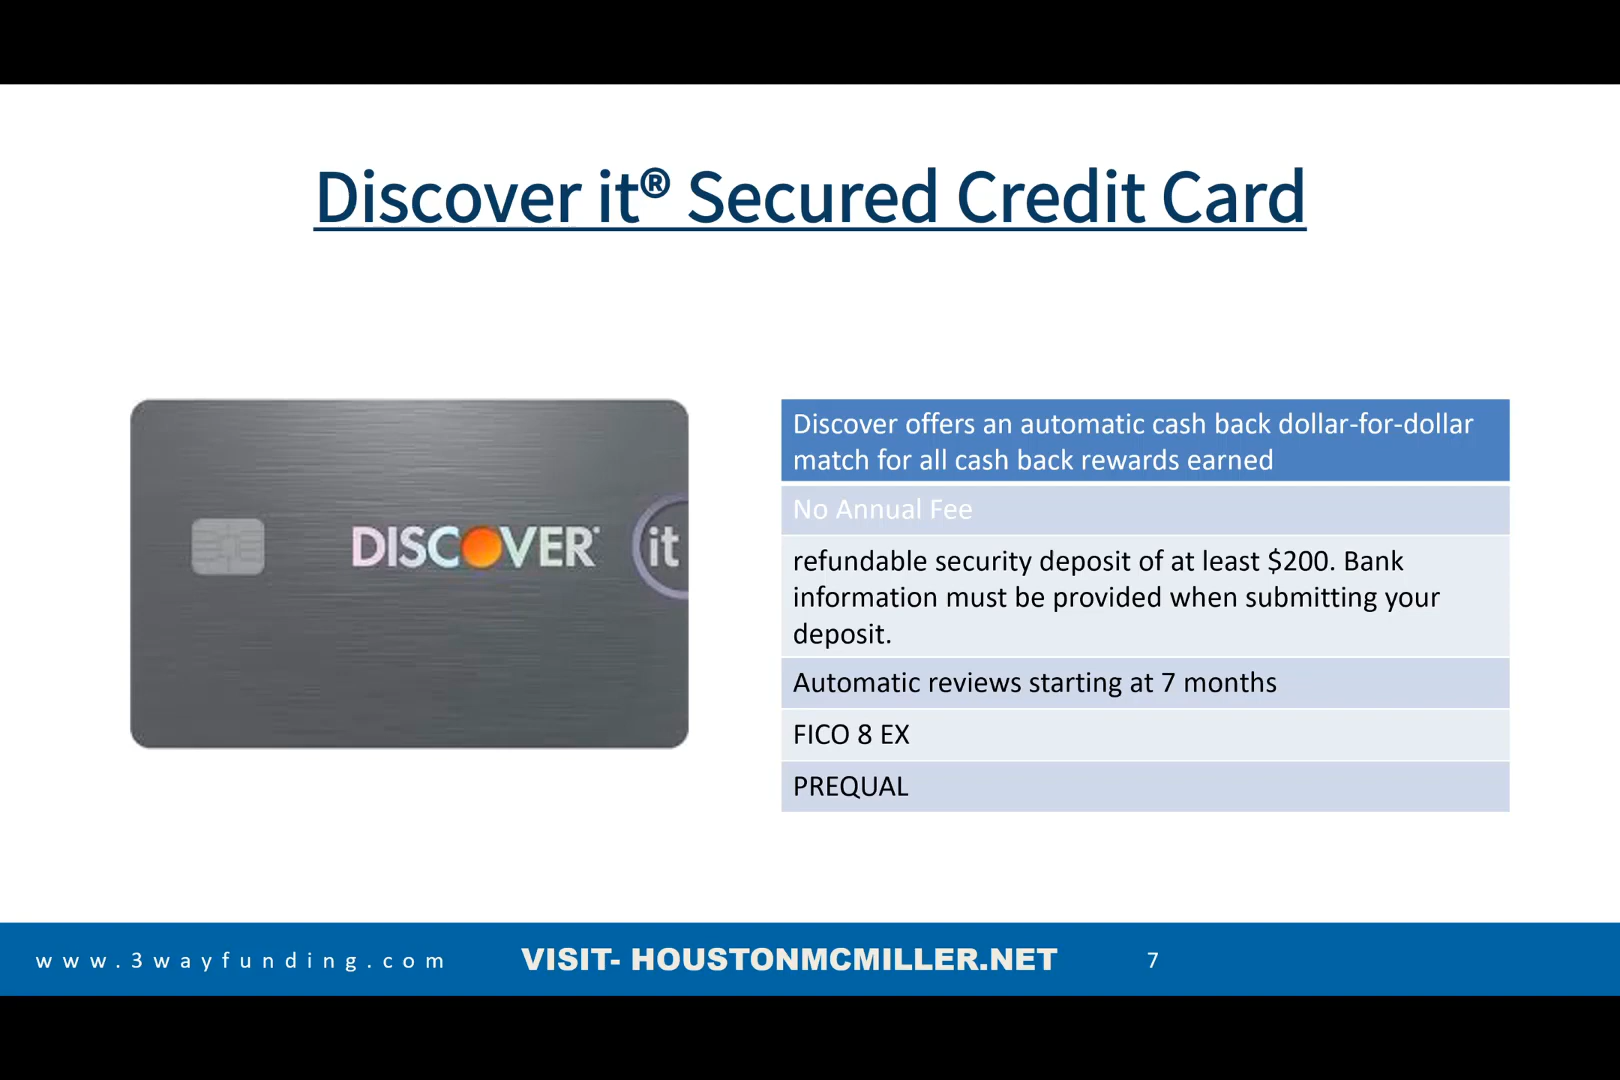 Discover it® Secured Credit Card
DISCOVER®
it
Discover offers an automatic cash back dollar-for-dollar
match for all cash back rewards earned
No Annual Fee
refundable security deposit of at least $200. Bank
information must be provided when submitting your
deposit.
Automatic reviews starting at 7 months
FICO 8 EX
PREQUAL
www.3wayfunding.com
VISIT- HOUSTONMCMILLER.NET
7